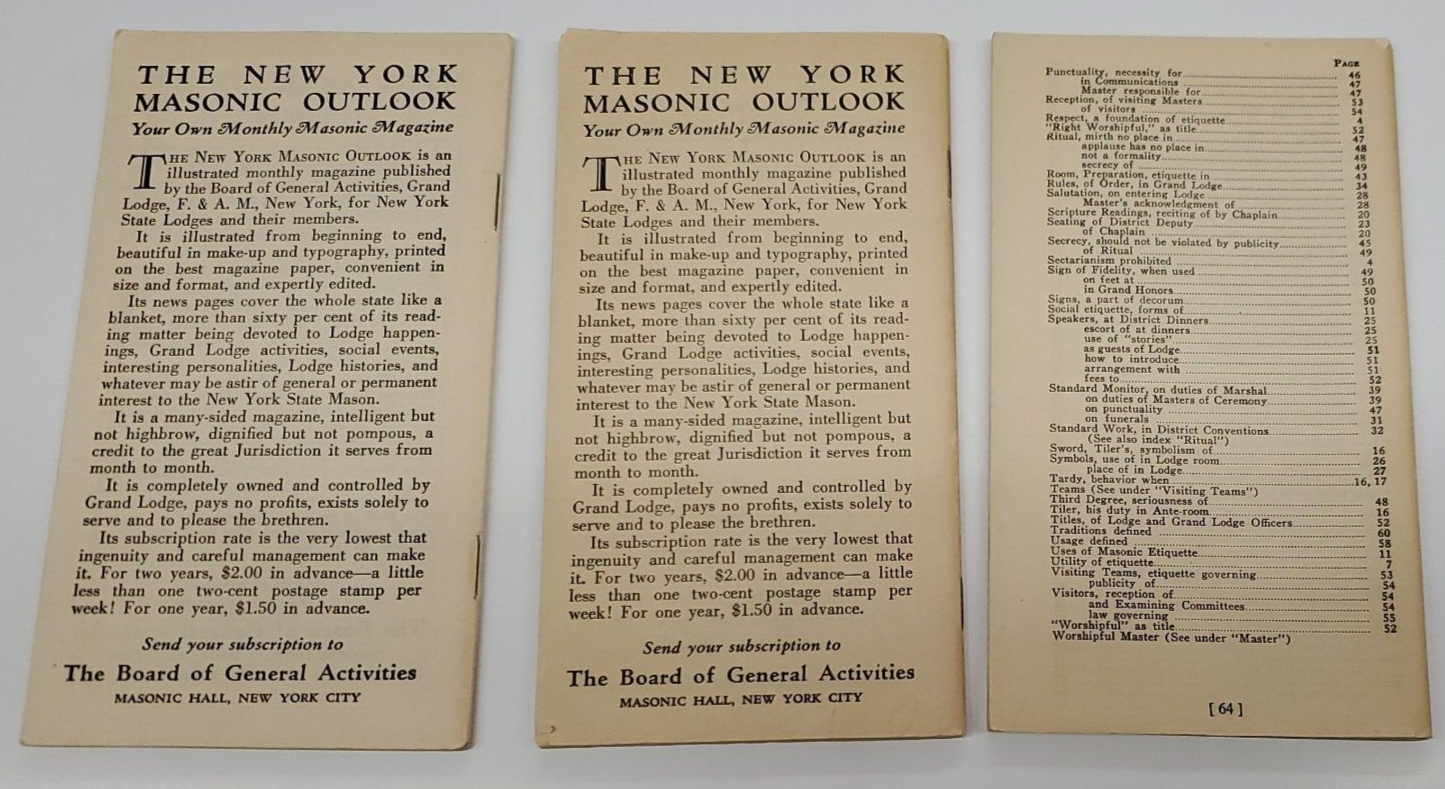 THE NEW YORK
MASONIC OUTLOOK
Your Own Monthly Masonic Magazine
THE NEW YORK MASONIC OUTLOOK is an
illustrated monthly magazine published
by the Board of General Activities, Grand
Lodge, F. & A. M., New York, for New York
State Lodges and their members.
It is illustrated from beginning to end,
beautiful in make-up and typography, printed
on the best magazine paper, convenient in
size and format, and expertly edited.
Its news pages cover the whole state like a
blanket, more than sixty per cent of its read-
ing matter being devoted to Lodge happen-
ings, Grand Lodge activities, social events,
interesting personalities, Lodge histories, and
whatever may be astir of general or permanent
interest to the New York State Mason.
It is a many-sided magazine, intelligent but
not highbrow, dignified but not pompous, a
credit to the great Jurisdiction it serves from
month to month.
It is completely owned and controlled by
Grand Lodge, pays no profits, exists solely to
serve and to please the brethren.
Its subscription rate is the very lowest that
ingenuity and careful management can make
it. For two years, $2.00 in advance—a little
less than one two-cent postage stamp per
week! For one year, $1.50 in advance.
Send your subscription to
The Board of General Activities
MASONIC HALL, NEW YORK CITY
THE NEW YORK
MASONIC OUTLOOK
Your Own Monthly Masonic Magazine
THE NEW YORK MASONIC OUTLOOK is an
illustrated monthly magazine published
by the Board of General Activities, Grand
Lodge, F. & A. M., New York, for New York
State Lodges and their members.
It is illustrated from beginning to end,
beautiful in make-up and typography, printed
on the best magazine paper, convenient in
size and format, and expertly edited.
Its news pages cover the whole state like a
blanket, more than sixty per cent of its read-
ing matter being devoted to Lodge happen-
ings, Grand Lodge activities, social events,
interesting personalities, Lodge histories, and
whatever may be astir of general or permanent
interest to the New York State Mason.
It is a many-sided magazine, intelligent but
not highbrow, dignified but not pompous, a
credit to the great Jurisdiction it serves from
month to month.
It is completely owned and controlled by
Grand Lodge, pays no profits, exists solely to
serve and to please the brethren.
Its subscription rate is the very lowest that
ingenuity and careful management can make
it. For two years, $2.00 in advance—a little
less than one two-cent postage stamp per
week! For one year, $1.50 in advance.
Send your subscription to
The Board of General Activities
MASONIC HALL, NEW YORK CITY
PAGE
Punctuality, necessity for 46
in Communications 47
Master responsible for 47
Reception, of visiting Masters 53
of visitors 54
Respect, a foundation of etiquette 4
"Right Worshipful," as title 52
Ritual, mirth no place in 47
applause has no place in 48
not a formality 48
secrecy of 49
Room, Preparation, etiquette in 43
Rules, of Order, in Grand Lodge 34
Salutation, on entering Lodge 28
Master's acknowledgment of 28
Scripture Readings, reciting of by Chaplain 20
Seating of District Deputy 23
of Chaplain 20
Secrecy, should not be violated by publicity 45
of Ritual 49
Sectarianism prohibited 4
Sign of Fidelity, when used 49
on feet at 50
in Grand Honors 50
Signs, a part of decorum 50
Social etiquette, forms of 11
Speakers, at District Dinners 25
escort of at dinners 25
use of "stories" 25
as guests of Lodge 51
how to introduce 51
arrangement with 51
fees to 52
Standard Monitor, on duties of Marshal 39
on duties of Masters of Ceremony 39
on punctuality 47
on funerals 31
Standard Work, in District Conventions 32
(See also index "Ritual")
Sword, Tiler's, symbolism of 16
Symbols, use of in Lodge room 26
place of in Lodge 27
Tardy, behavior when 16, 17
Teams (See under "Visiting Teams")
Third Degree, seriousness of 48
Tiler, his duty in Ante-room 16
Titles, of Lodge and Grand Lodge Officers 52
Traditions defined 60
Usage defined 58
Uses of Masonic Etiquette 11
Utility of etiquette 7
Visiting Teams, etiquette governing 53
publicity of 54
Visitors, reception of 54
and Examining Committees 54
law governing 55
"Worshipful" as title 52
Worshipful Master (See under "Master")
[ 64 ]